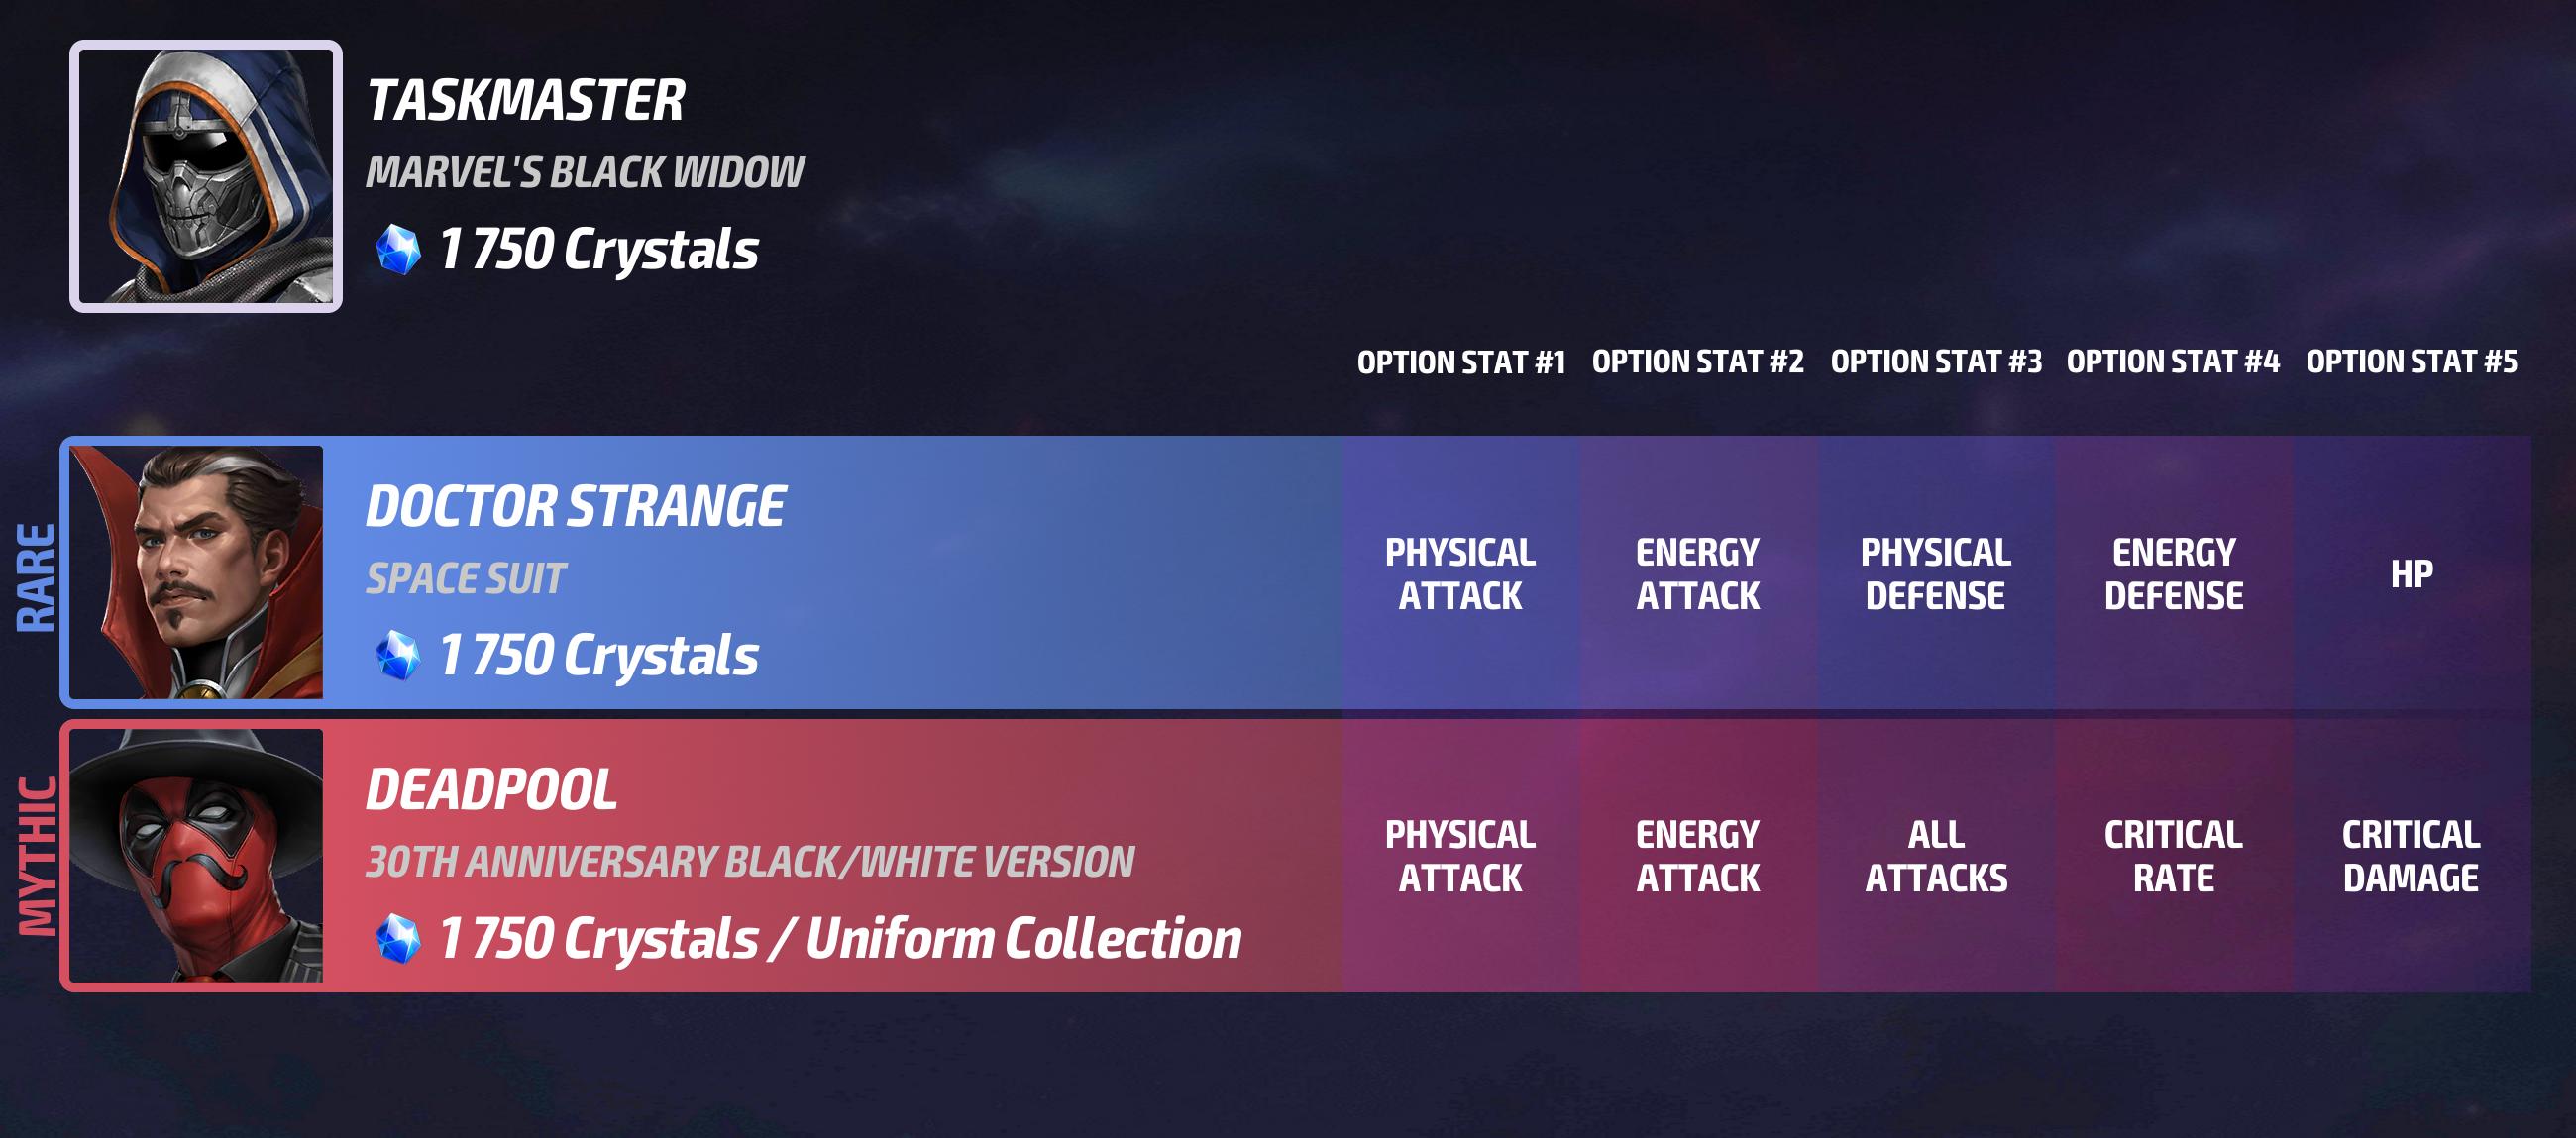 TASKMASTER
MARVEL'S BLACK WIDOW
1 750 Crystals
OPTION STAT #1 OPTION STAT #2 OPTION STAT #3 OPTION STAT #4 OPTION STAT #5
RARE
DOCTOR STRANGE
SPACE SUIT
1 750 Crystals
PHYSICAL
ATTACK
ENERGY
ATTACK
PHYSICAL
DEFENSE
ENERGY
DEFENSE
HP
MYTHIC
DEADPOOL
30TH ANNIVERSARY BLACK/WHITE VERSION
1 750 Crystals / Uniform Collection
PHYSICAL
ATTACK
ENERGY
ATTACK
ALL
ATTACKS
CRITICAL
RATE
CRITICAL
DAMAGE